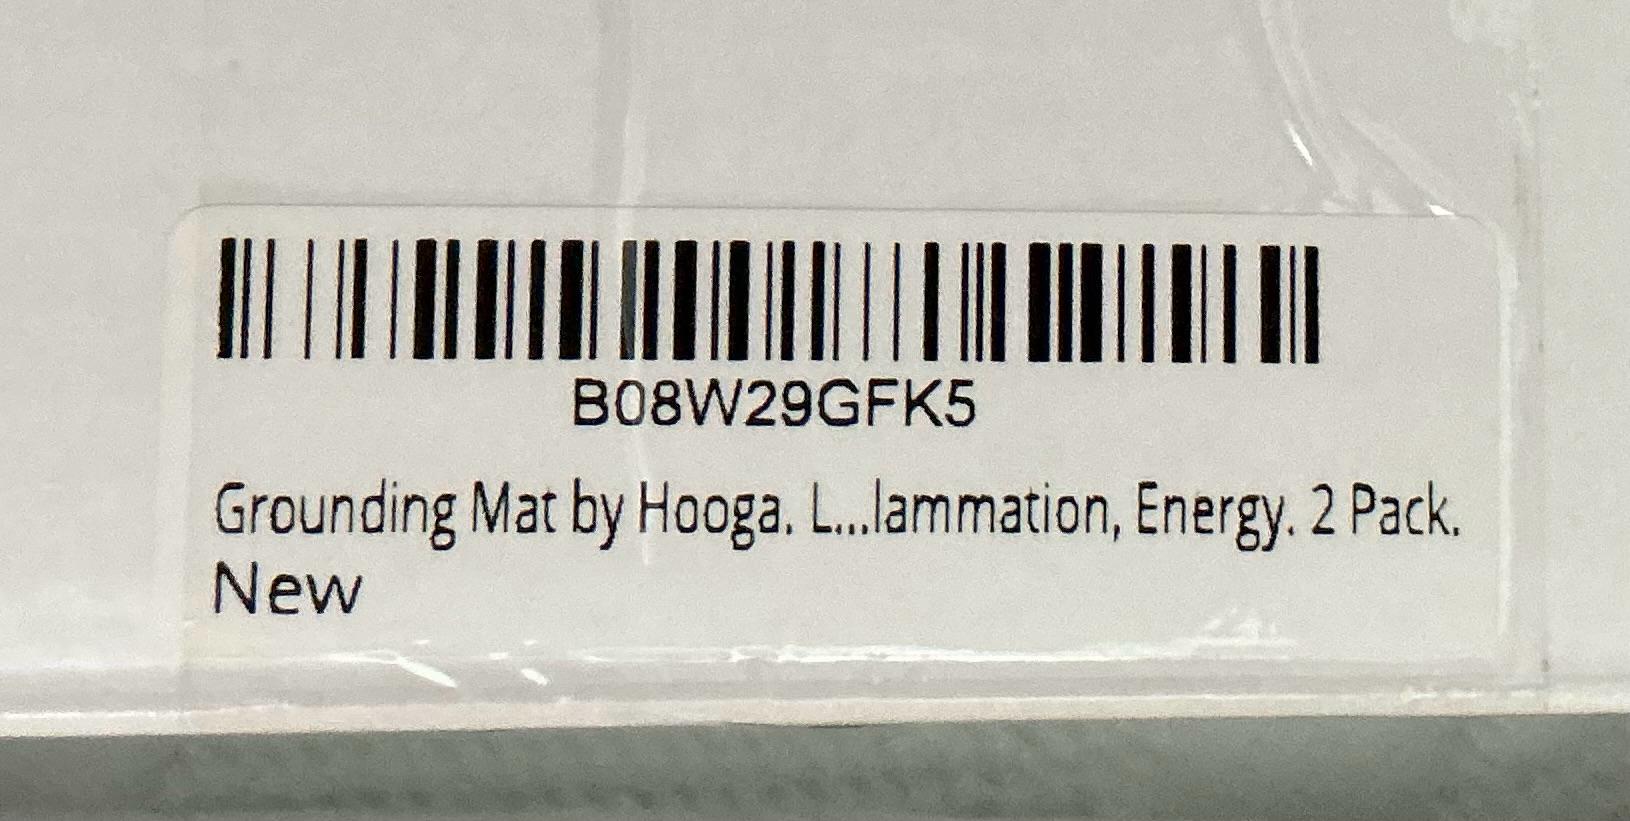 B08W29GFK5
Grounding Mat by Hooga. L...lammation, Energy. 2 Pack.
New